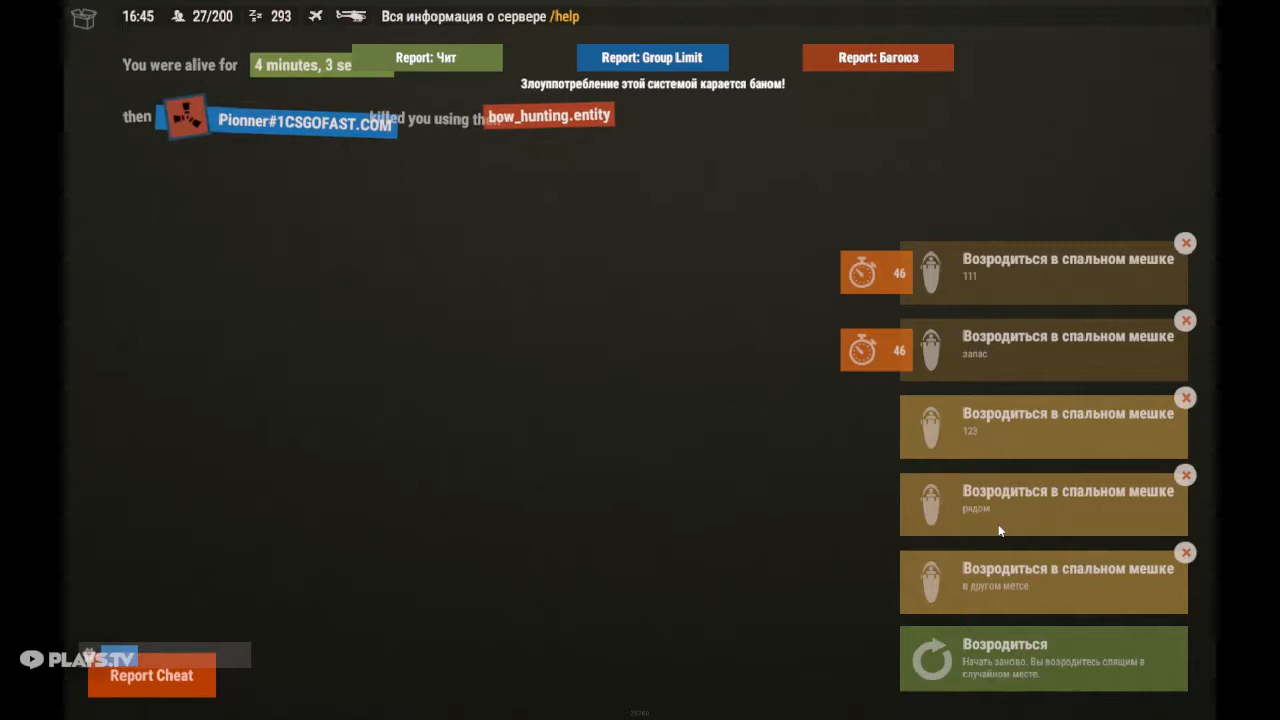 16:45 27/200 293 Вся информация о сервере /help
Report: Чит Report: Group Limit Report: Багоюз
You were alive for 4 minutes, 3 se
Злоуппотребление этой системой карается баном!
then Pionner#1CSGOFAST.COM killed you using the bow_hunting.entity
46 Возродиться в спальном мешке
111
46 Возродиться в спальном мешке
запас
Возродиться в спальном мешке
123
Возродиться в спальном мешке
рядом
Возродиться в спальном мешке
в другом метсе
Возродиться
Начать заново. Вы возродитесь спящим в
случайном месте.
PLAYS.TV
Report Cheat